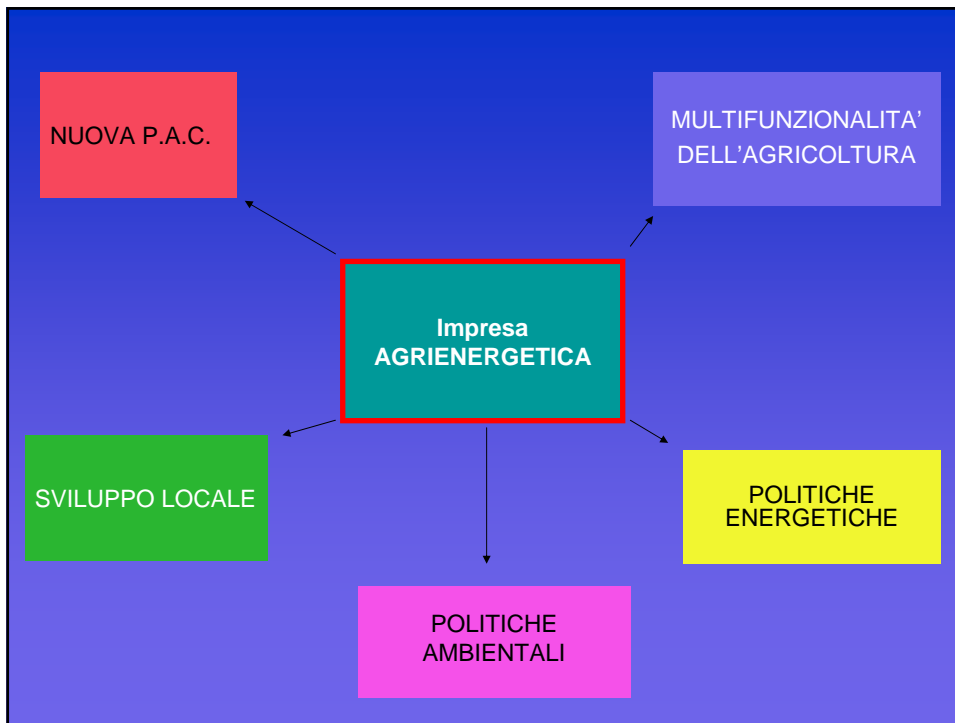 NUOVA P.A.C.
MULTIFUNZIONALITA’
DELL’AGRICOLTURA
Impresa
AGRIENERGETICA
SVILUPPO LOCALE
POLITICHE
ENERGETICHE
POLITICHE
AMBIENTALI